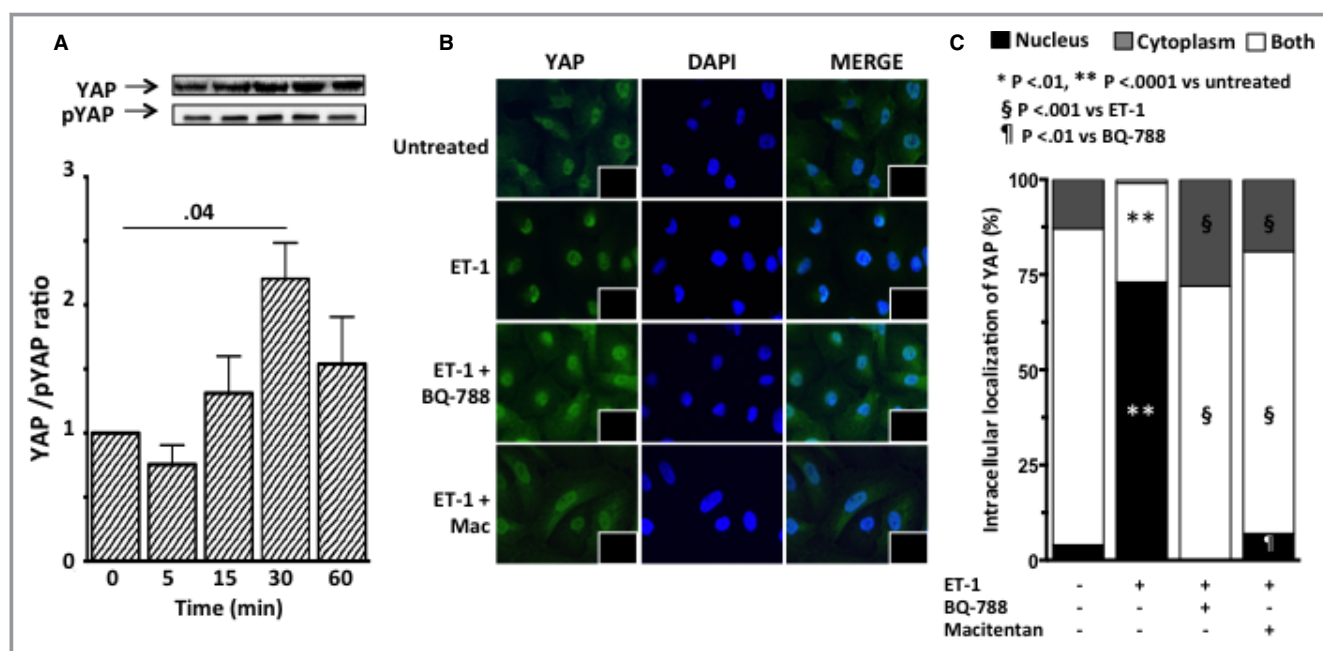 A
YAP
pYAP
YAP /pYAP ratio
3
2
1
0
.04
0 5 15 30 60
Time (min)
B
YAP DAPI MERGE
Untreated
ET-1
ET-1 +
BQ-788
ET-1 +
Mac
C
Nucleus Cytoplasm Both
* P <.01, ** P <.0001 vs untreated
§ P <.001 vs ET-1
¶ P <.01 vs BQ-788
Intracellular localization of YAP (%)
100
75
50
25
0
** § §
** § §
¶
ET-1 - + + +
BQ-788 - - + -
Macitentan - - - +